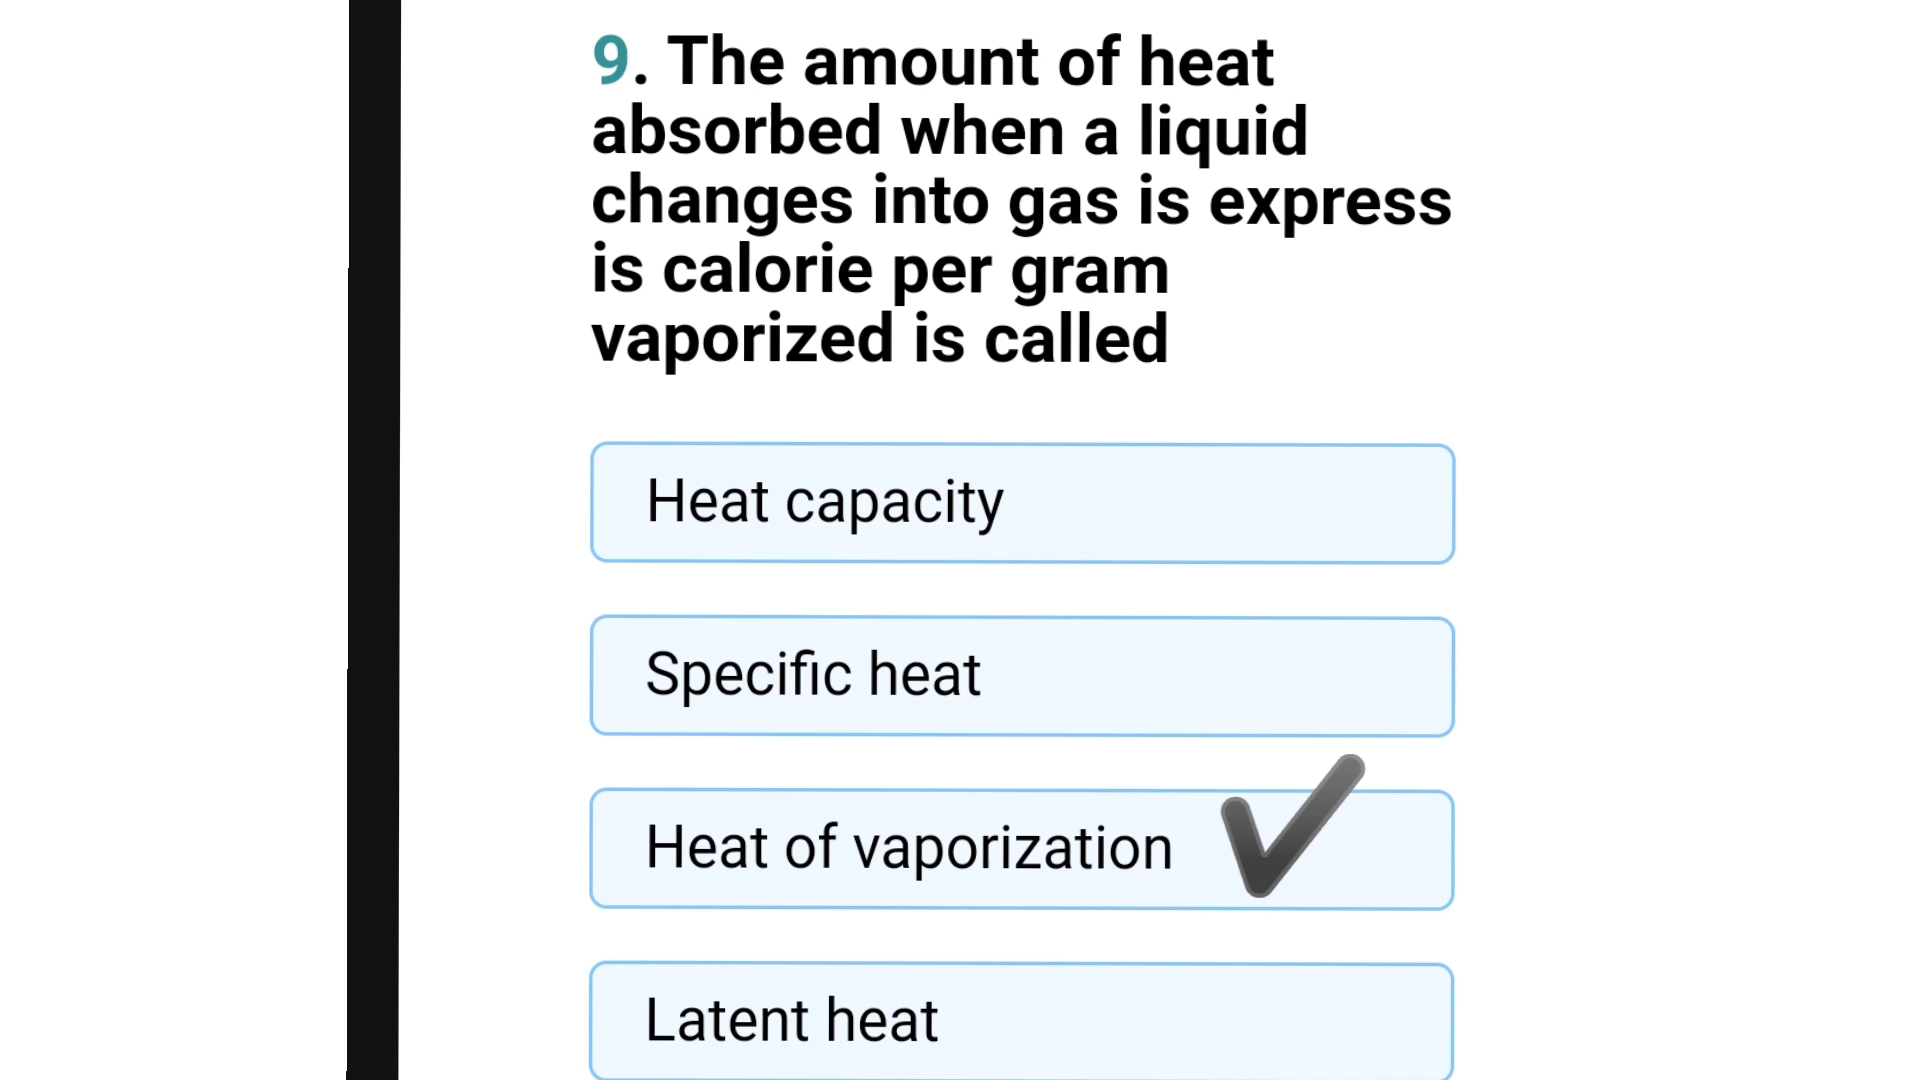 9. The amount of heat
absorbed when a liquid
changes into gas is express
is calorie per gram
vaporized is called
Heat capacity
Specific heat
Heat of vaporization
Latent heat